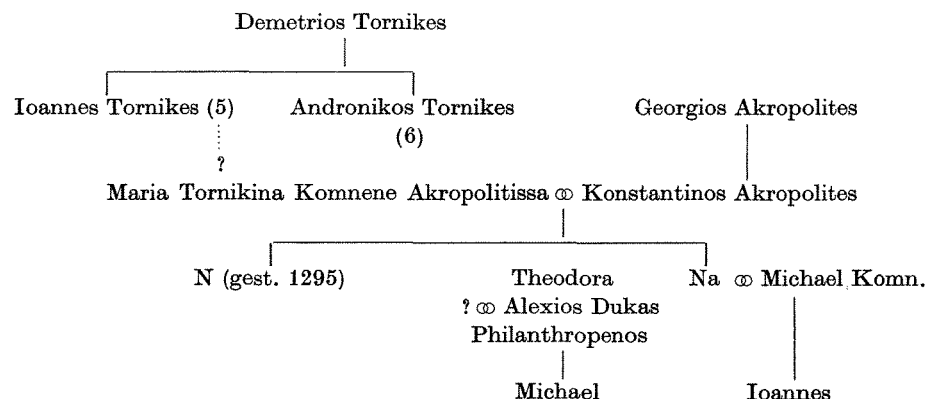 Demetrios Tornikes
Ioannes Tornikes (5) Andronikos Tornikes Georgios Akropolites
(6)
?
Maria Tornikina Komnene Akropolitissa ⚭ Konstantinos Akropolites
N (gest. 1295) Theodora Na ⚭ Michael Komn.
? ⚭ Alexios Dukas
Philanthropenos
Michael Ioannes